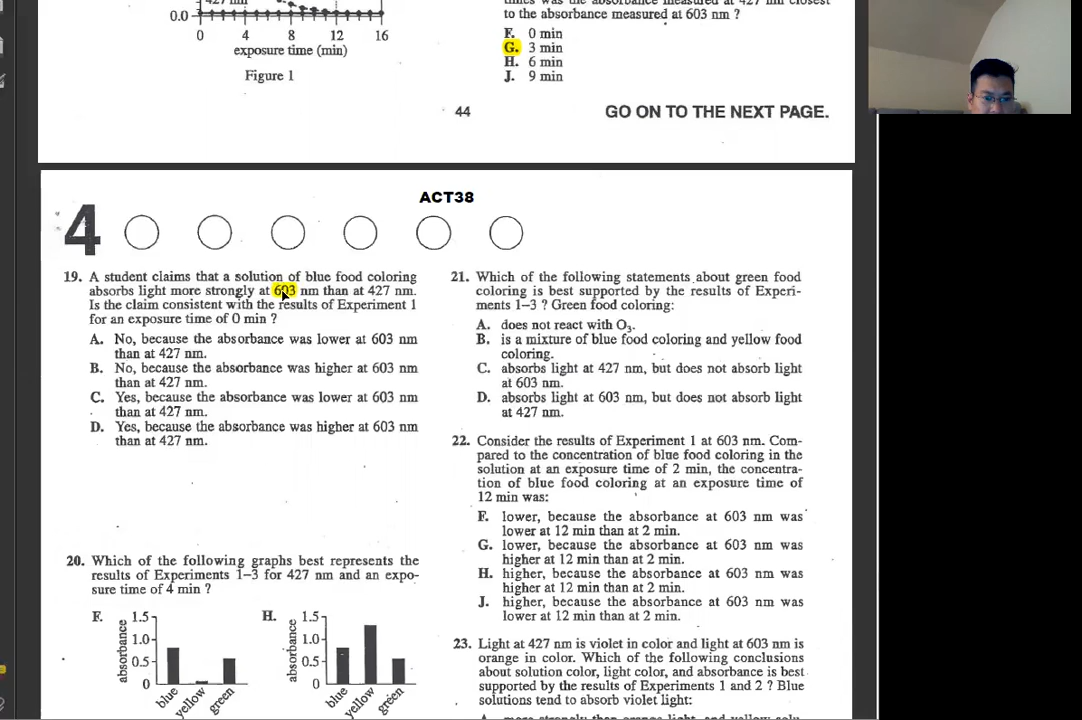 427 nm
0.0
0 4 8 12 16
exposure time (min)
Figure 1
times was the absorbance measured at 427 nm closest
to the absorbance measured at 603 nm ?
F. 0 min
G. 3 min
H. 6 min
J. 9 min
44
GO ON TO THE NEXT PAGE.
ACT38
4
19. A student claims that a solution of blue food coloring
absorbs light more strongly at 603 nm than at 427 nm.
Is the claim consistent with the results of Experiment 1
for an exposure time of 0 min ?
A. No, because the absorbance was lower at 603 nm
than at 427 nm.
B. No, because the absorbance was higher at 603 nm
than at 427 nm.
C. Yes, because the absorbance was lower at 603 nm
than at 427 nm.
D. Yes, because the absorbance was higher at 603 nm
than at 427 nm.
20. Which of the following graphs best represents the
results of Experiments 1–3 for 427 nm and an expo-
sure time of 4 min ?
F.
absorbance
1.5
1.0
0.5
0
blue
yellow
green
H.
absorbance
1.5
1.0
0.5
0
blue
yellow
green
21. Which of the following statements about green food
coloring is best supported by the results of Experi-
ments 1–3 ? Green food coloring:
A. does not react with O3.
B. is a mixture of blue food coloring and yellow food
coloring.
C. absorbs light at 427 nm, but does not absorb light
at 603 nm.
D. absorbs light at 603 nm, but does not absorb light
at 427 nm.
22. Consider the results of Experiment 1 at 603 nm. Com-
pared to the concentration of blue food coloring in the
solution at an exposure time of 2 min, the concentra-
tion of blue food coloring at an exposure time of
12 min was:
F. lower, because the absorbance at 603 nm was
lower at 12 min than at 2 min.
G. lower, because the absorbance at 603 nm was
higher at 12 min than at 2 min.
H. higher, because the absorbance at 603 nm was
higher at 12 min than at 2 min.
J. higher, because the absorbance at 603 nm was
lower at 12 min than at 2 min.
23. Light at 427 nm is violet in color and light at 603 nm is
orange in color. Which of the following conclusions
about solution color, light color, and absorbance is best
supported by the results of Experiments 1 and 2 ? Blue
solutions tend to absorb violet light:
A. more strongly than orange light, and yellow solu-